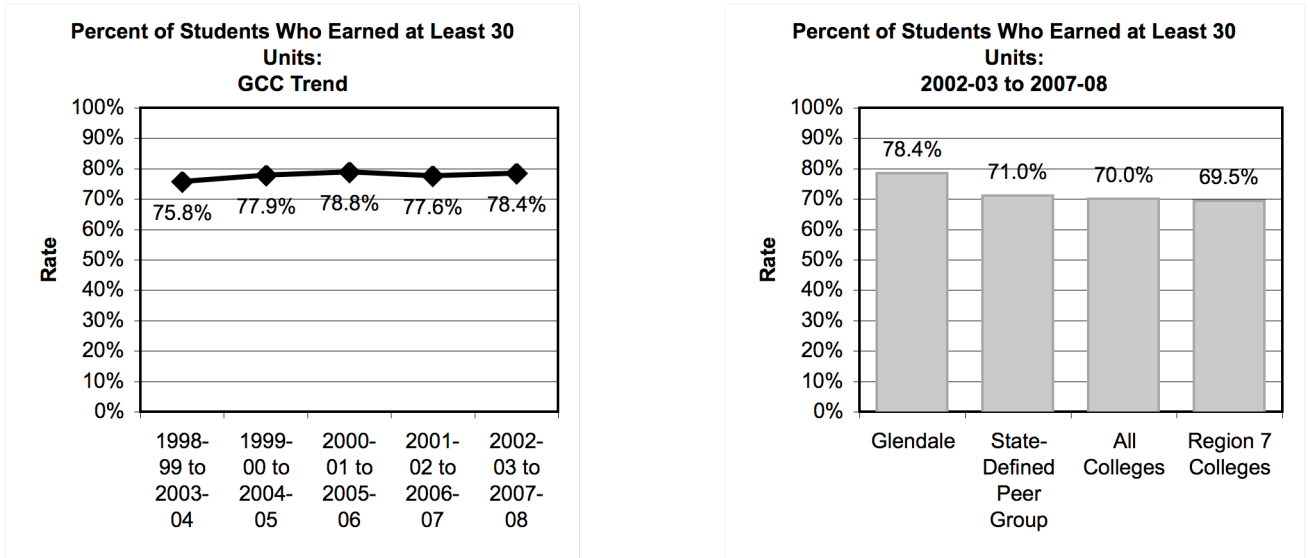 Percent of Students Who Earned at Least 30
Units:
GCC Trend
100%
90%
80%
70%
60%
50%
40%
30%
20%
10%
0%
Rate
75.8%
77.9%
78.8%
77.6%
78.4%
1998-
99 to
2003-
04
1999-
00 to
2004-
05
2000-
01 to
2005-
06
2001-
02 to
2006-
07
2002-
03 to
2007-
08
Percent of Students Who Earned at Least 30
Units:
2002-03 to 2007-08
100%
90%
80%
70%
60%
50%
40%
30%
20%
10%
0%
Rate
78.4%
71.0%
70.0%
69.5%
Glendale
State-
Defined
Peer
Group
All
Colleges
Region 7
Colleges